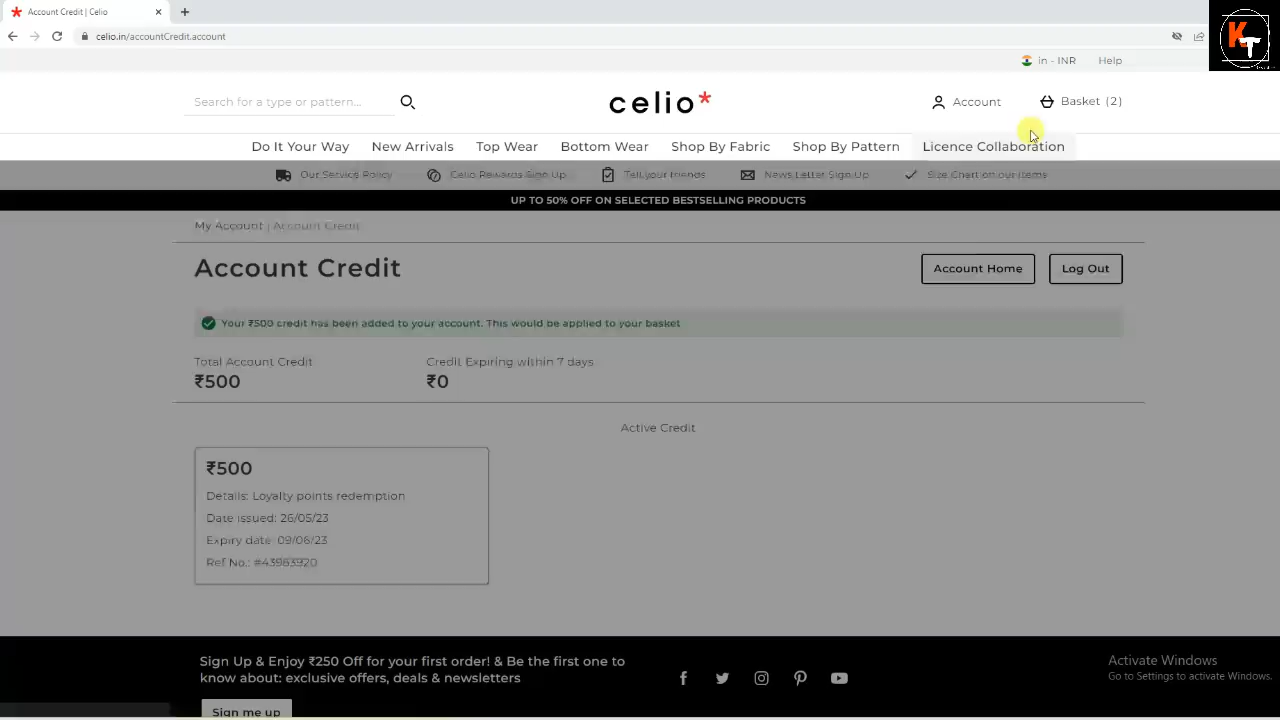 Account Credit | Celio
celio.in/accountCredit.account
KT
in - INR
Help
Search for a type or pattern...
celio*
Account
Basket (2)
Do It Your Way
New Arrivals
Top Wear
Bottom Wear
Shop By Fabric
Shop By Pattern
Licence Collaboration
Our Service Policy
Celio Rewards Sign Up
Tell your friends
News Letter Sign Up
Size Chart on our items
UP TO 50% OFF ON SELECTED BESTSELLING PRODUCTS
My Account | Account Credit
Account Credit
Account Home
Log Out
Your ₹500 credit has been added to your account. This would be applied to your basket
Total Account Credit
Credit Expiring within 7 days
₹500
₹0
Active Credit
₹500
Details: Loyalty points redemption
Date issued: 26/05/23
Expiry date: 09/06/23
Ref No.: #43963920
Sign Up & Enjoy ₹250 Off for your first order! & Be the first one to
know about: exclusive offers, deals & newsletters
Sign me up
Activate Windows
Go to Settings to activate Windows.